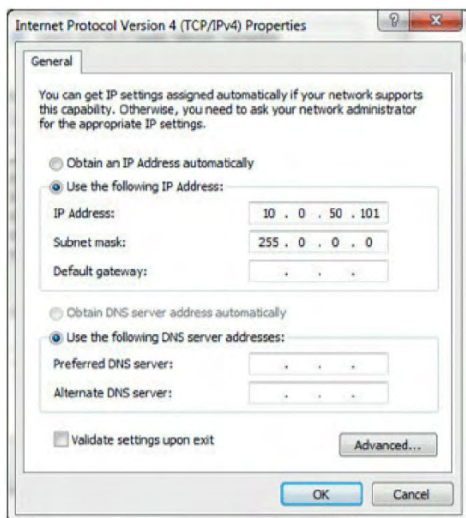 Internet Protocol Version 4 (TCP/IPv4) Properties
General
You can get IP settings assigned automatically if your network supports
this capability. Otherwise, you need to ask your network administrator
for the appropriate IP settings.
Obtain an IP Address automatically
Use the following IP Address:
IP Address: 10 . 0 . 50 . 101
Subnet mask: 255 . 0 . 0 . 0
Default gateway: . . .
Obtain DNS server address automatically
Use the following DNS server addresses:
Preferred DNS server: . . .
Alternate DNS server: . . .
Validate settings upon exit
Advanced...
OK Cancel